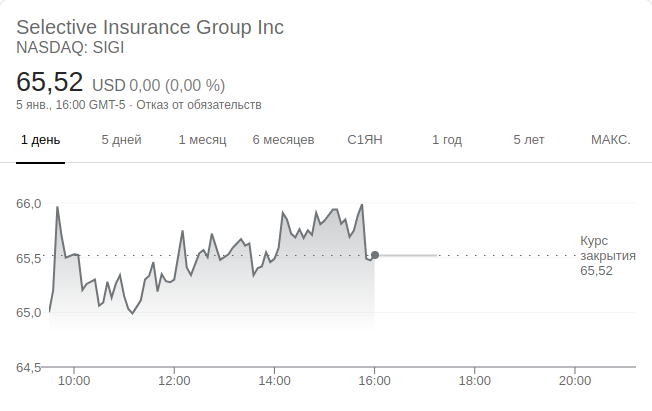 Selective Insurance Group Inc
NASDAQ: SIGI
65,52 USD 0,00 (0,00 %)
5 янв., 16:00 GMT-5 · Отказ от обязательств
1 день 5 дней 1 месяц 6 месяцев С1ЯН 1 год 5 лет МАКС.
66,0
65,5
65,0
64,5
Курс
закрытия
65,52
10:00 12:00 14:00 16:00 18:00 20:00